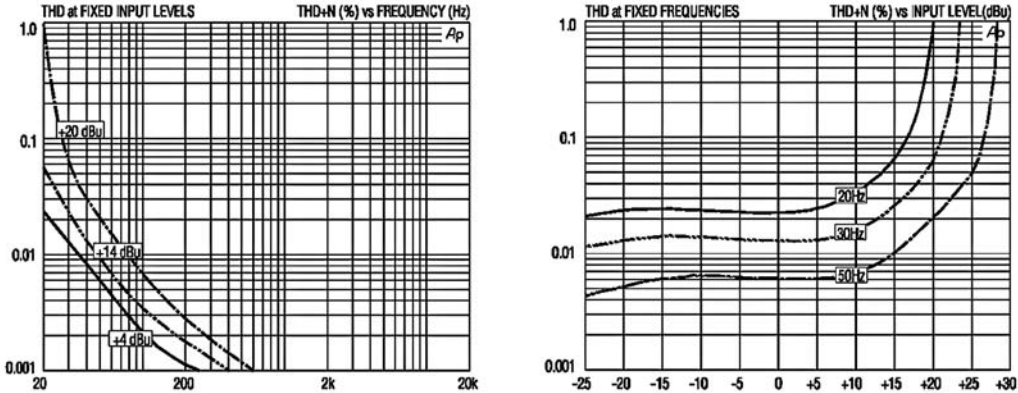 THD at FIXED INPUT LEVELS THD+N (%) vs FREQUENCY (Hz)
1.0
Ap
+20 dBu
0.1
+14 dBu
0.01
+4 dBu
0.001
20 200 2k 20k
THD at FIXED FREQUENCIES THD+N (%) vs INPUT LEVEL(dBu)
1.0
Ap
0.1
20Hz
30Hz
0.01
50Hz
0.001
-25 -20 -15 -10 -5 0 +5 +10 +15 +20 +25 +30